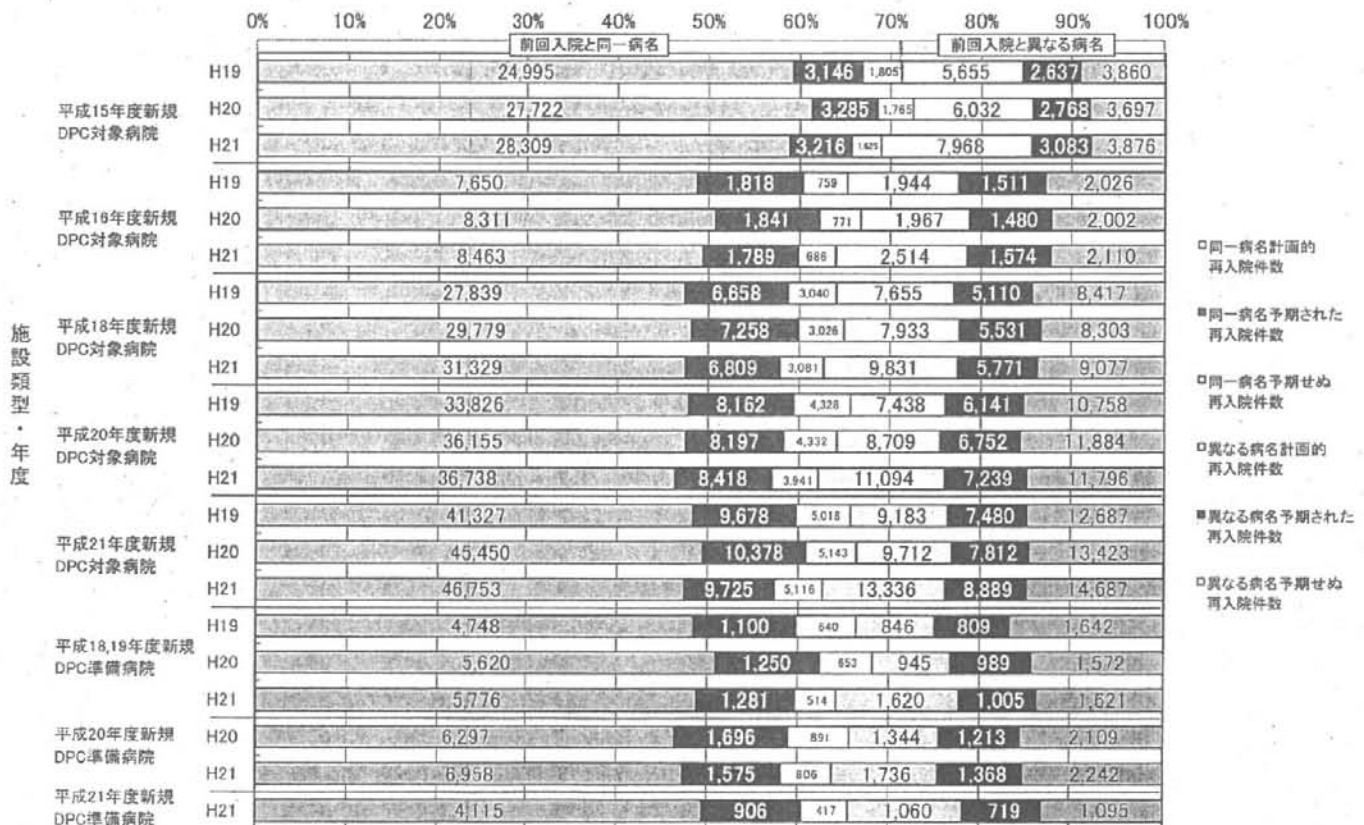 0% 10% 20% 30% 40% 50% 60% 70% 80% 90% 100%
前回入院と同一病名 前回入院と異なる病名
施設類型・年度
平成15年度新規
DPC対象病院
H19 24,995 3,146 1,805 5,655 2,637 3,860
H20 27,722 3,285 1,765 6,032 2,768 3,697
H21 28,309 3,216 1,625 7,968 3,083 3,876
平成16年度新規
DPC対象病院
H19 7,650 1,818 759 1,944 1,511 2,026
H20 8,311 1,841 771 1,967 1,480 2,002
H21 8,463 1,789 686 2,514 1,574 2,110
平成18年度新規
DPC対象病院
H19 27,839 6,658 3,040 7,655 5,110 8,417
H20 29,779 7,258 3,026 7,933 5,531 8,303
H21 31,329 6,809 3,081 9,831 5,771 9,077
平成20年度新規
DPC対象病院
H19 33,826 8,162 4,328 7,438 6,141 10,758
H20 36,155 8,197 4,332 8,709 6,752 11,884
H21 36,738 8,418 3,941 11,094 7,239 11,796
平成21年度新規
DPC対象病院
H19 41,327 9,678 5,018 9,183 7,480 12,687
H20 45,450 10,378 5,143 9,712 7,812 13,423
H21 46,753 9,725 5,116 13,336 8,889 14,687
平成18,19年度新規
DPC準備病院
H19 4,748 1,100 640 846 809 1,642
H20 5,620 1,250 653 945 989 1,572
H21 5,776 1,281 514 1,620 1,005 1,621
平成20年度新規
DPC準備病院
H20 6,297 1,696 891 1,344 1,213 2,109
H21 6,958 1,575 806 1,736 1,368 2,242
平成21年度新規
DPC準備病院
H21 4,115 906 417 1,060 719 1,095
同一病名計画的
再入院件数
同一病名予期された
再入院件数
同一病名予期せぬ
再入院件数
異なる病名計画的
再入院件数
異なる病名予期された
再入院件数
異なる病名予期せぬ
再入院件数